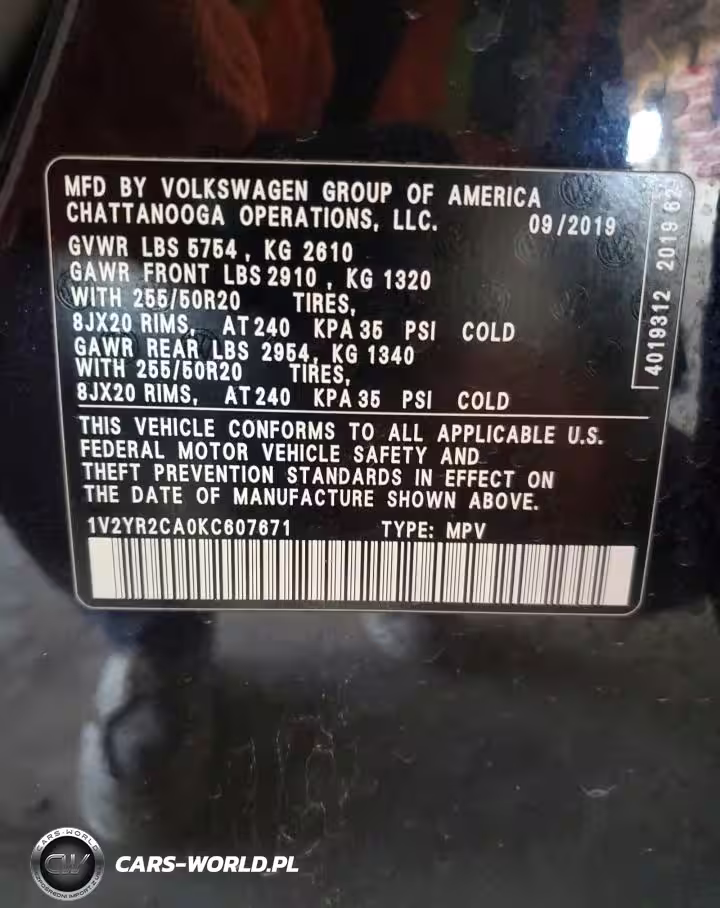 MFD BY VOLKSWAGEN GROUP OF AMERICA
CHATTANOOGA OPERATIONS, LLC. 09/2019
GVWR LBS 5754, KG 2610
GAWR FRONT LBS 2910, KG 1320
WITH 255/50R20 TIRES,
8JX20 RIMS, AT 240 KPA 35 PSI COLD
GAWR REAR LBS 2954, KG 1340
WITH 255/50R20 TIRES,
8JX20 RIMS, AT 240 KPA 35 PSI COLD
4019312 2019 62
THIS VEHICLE CONFORMS TO ALL APPLICABLE U.S.
FEDERAL MOTOR VEHICLE SAFETY AND
THEFT PREVENTION STANDARDS IN EFFECT ON
THE DATE OF MANUFACTURE SHOWN ABOVE.
1V2YR2CA0KC607671 TYPE: MPV
CARS-WORLD
CW
CARS-WORLD.PL